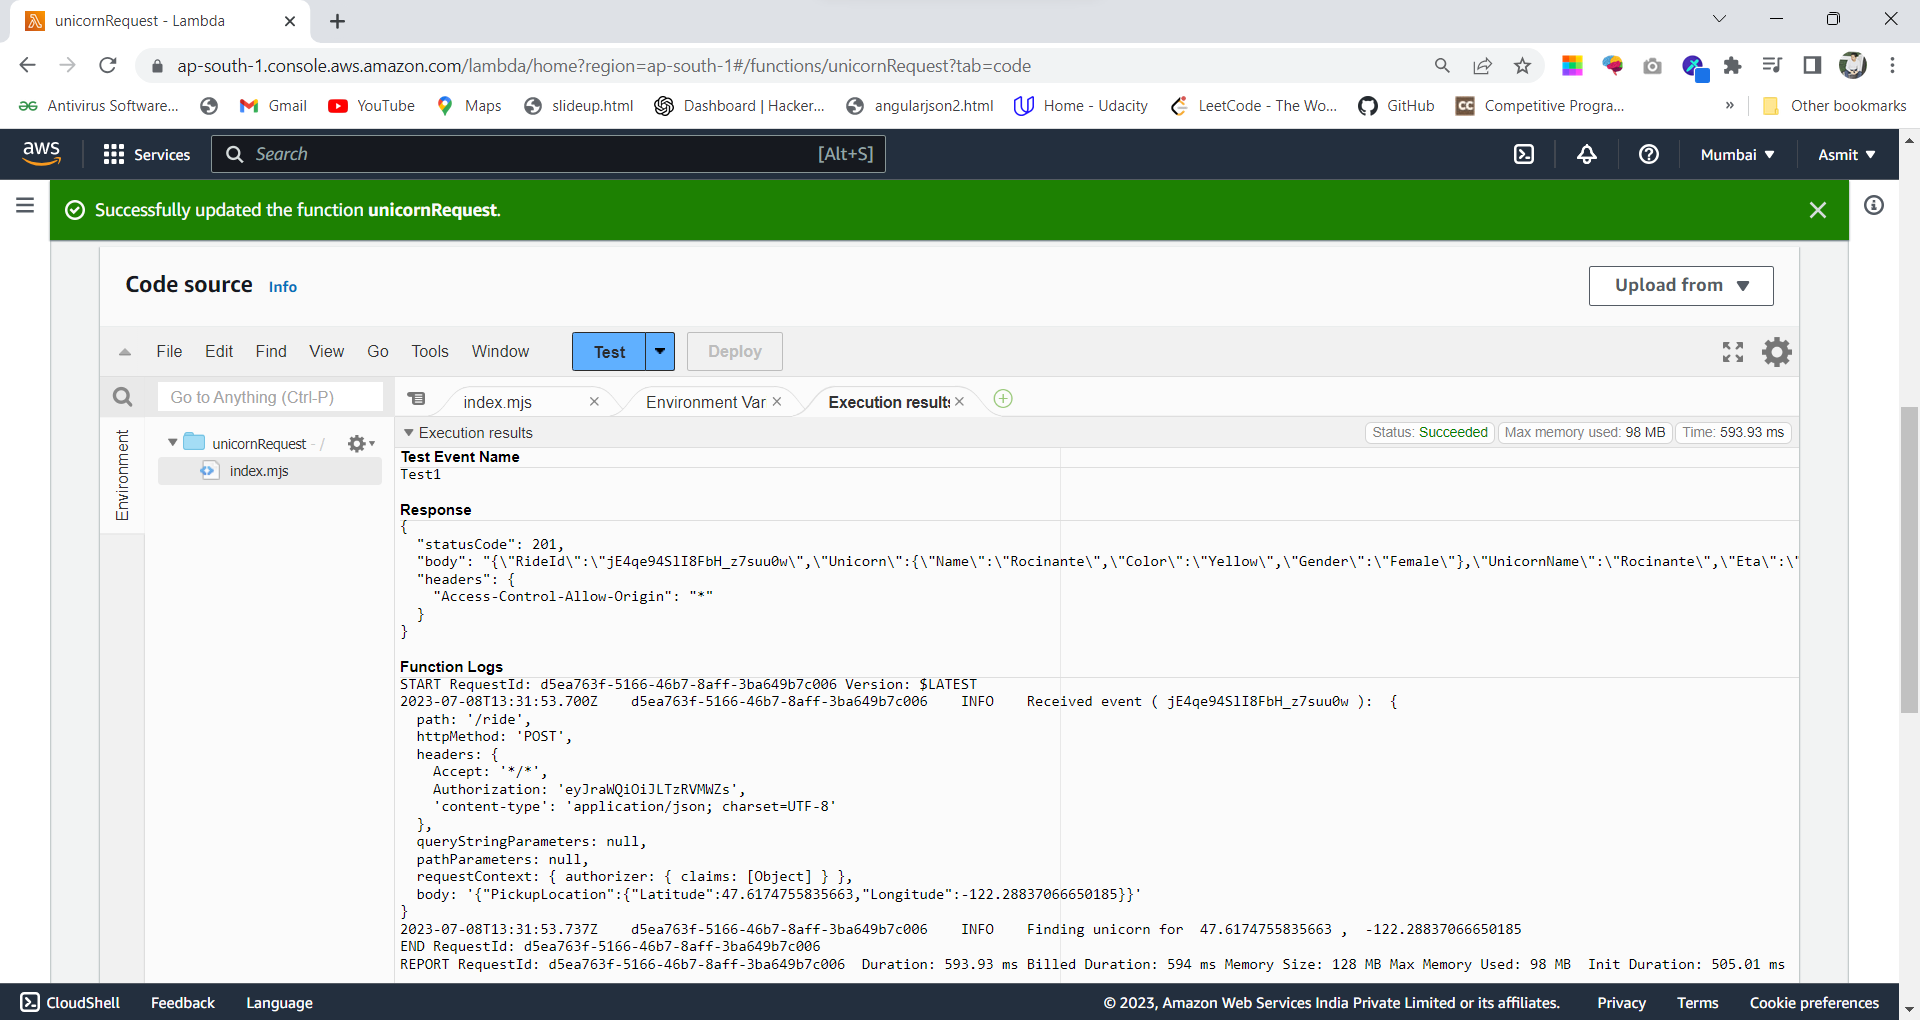 unicornRequest - Lambda
ap-south-1.console.aws.amazon.com/lambda/home?region=ap-south-1#/functions/unicornRequest?tab=code
Antivirus Software... Gmail YouTube Maps slideup.html Dashboard | Hacker... angularjson2.html Home - Udacity LeetCode - The Wo... GitHub CC Competitive Progra... » Other bookmarks
aws Services Search [Alt+S] Mumbai Asmit
Successfully updated the function unicornRequest.
Code source Info Upload from
File Edit Find View Go Tools Window Test Deploy
Go to Anything (Ctrl-P) index.mjs Environment Var Execution results
Execution results Status: Succeeded Max memory used: 98 MB Time: 593.93 ms
Environment
unicornRequest - /
index.mjs
Test Event Name
Test1
Response
{
"statusCode": 201,
"body": "{\"RideId\":\"jE4qe94SlI8FbH_z7suu0w\",\"Unicorn\":{\"Name\":\"Rocinante\",\"Color\":\"Yellow\",\"Gender\":\"Female\"},\"UnicornName\":\"Rocinante\",\"Eta\":\"
"headers": {
"Access-Control-Allow-Origin": "*"
}
}
Function Logs
START RequestId: d5ea763f-5166-46b7-8aff-3ba649b7c006 Version: $LATEST
2023-07-08T13:31:53.700Z d5ea763f-5166-46b7-8aff-3ba649b7c006 INFO Received event ( jE4qe94SlI8FbH_z7suu0w ): {
path: '/ride',
httpMethod: 'POST',
headers: {
Accept: '*/*',
Authorization: 'eyJraWQiOiJLTzRVMWZs',
'content-type': 'application/json; charset=UTF-8'
},
queryStringParameters: null,
pathParameters: null,
requestContext: { authorizer: { claims: [Object] } },
body: '{"PickupLocation":{"Latitude":47.6174755835663,"Longitude":-122.28837066650185}}'
}
2023-07-08T13:31:53.737Z d5ea763f-5166-46b7-8aff-3ba649b7c006 INFO Finding unicorn for 47.6174755835663 , -122.28837066650185
END RequestId: d5ea763f-5166-46b7-8aff-3ba649b7c006
REPORT RequestId: d5ea763f-5166-46b7-8aff-3ba649b7c006 Duration: 593.93 ms Billed Duration: 594 ms Memory Size: 128 MB Max Memory Used: 98 MB Init Duration: 505.01 ms
CloudShell Feedback Language © 2023, Amazon Web Services India Private Limited or its affiliates. Privacy Terms Cookie preferences